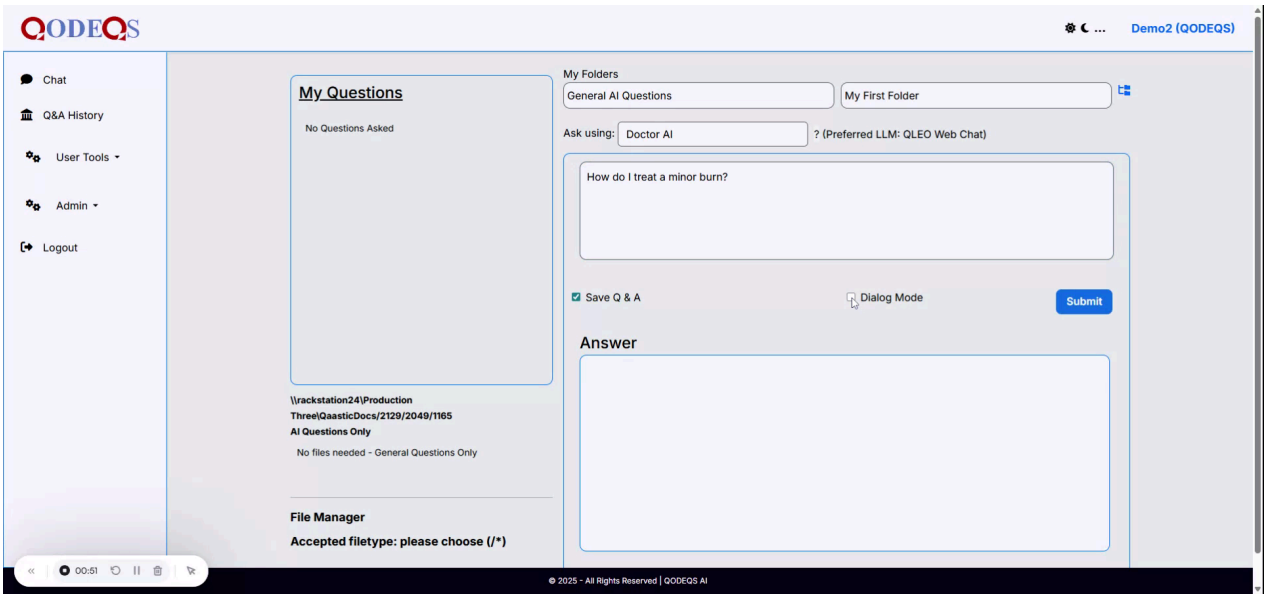 QODEQS
... Demo2 (QODEQS)
Chat
Q&A History
User Tools
Admin
Logout
My Questions
No Questions Asked
\\rackstation24\Production
Three\QaasticDocs/2129/2049/1165
AI Questions Only
No files needed - General Questions Only
File Manager
Accepted filetype: please choose (/*)
My Folders
General AI Questions My First Folder
Ask using: Doctor AI ? (Preferred LLM: QLEO Web Chat)
How do I treat a minor burn?
Save Q & A Dialog Mode Submit
Answer
00:51
© 2025 - All Rights Reserved | QODEQS AI